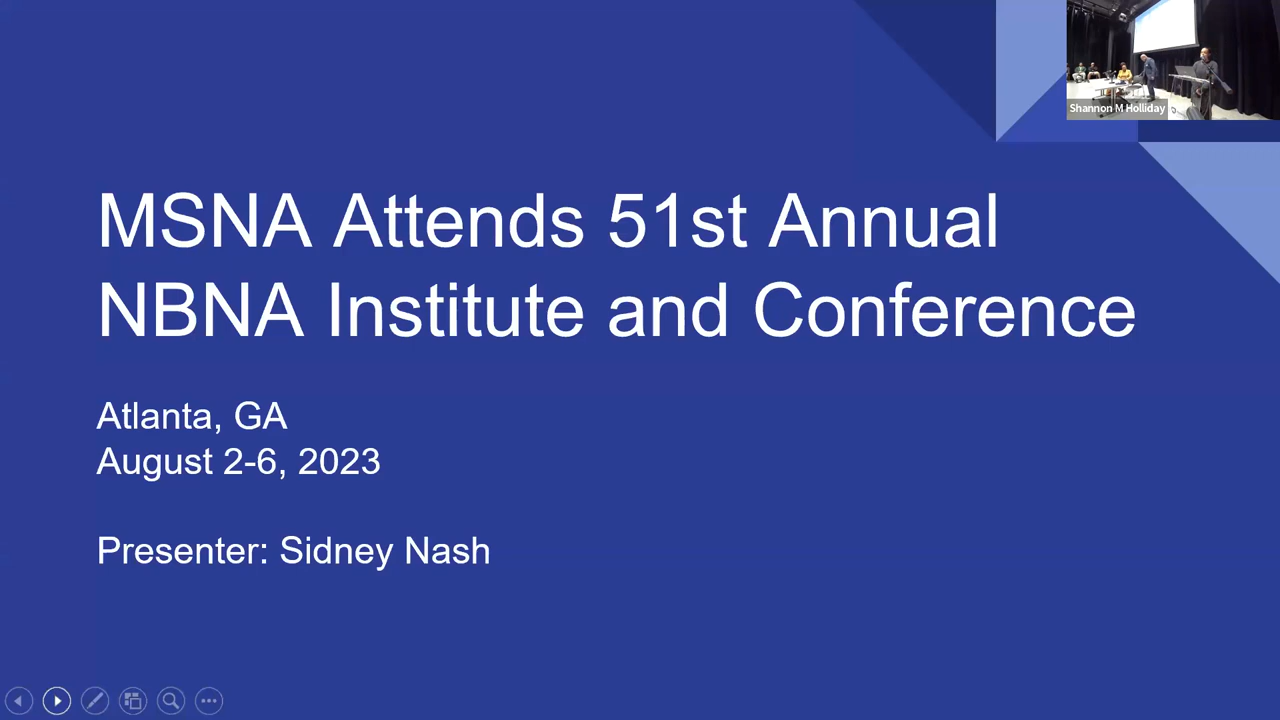 Shannon M Holliday
MSNA Attends 51st Annual
NBNA Institute and Conference
Atlanta, GA
August 2-6, 2023
Presenter: Sidney Nash